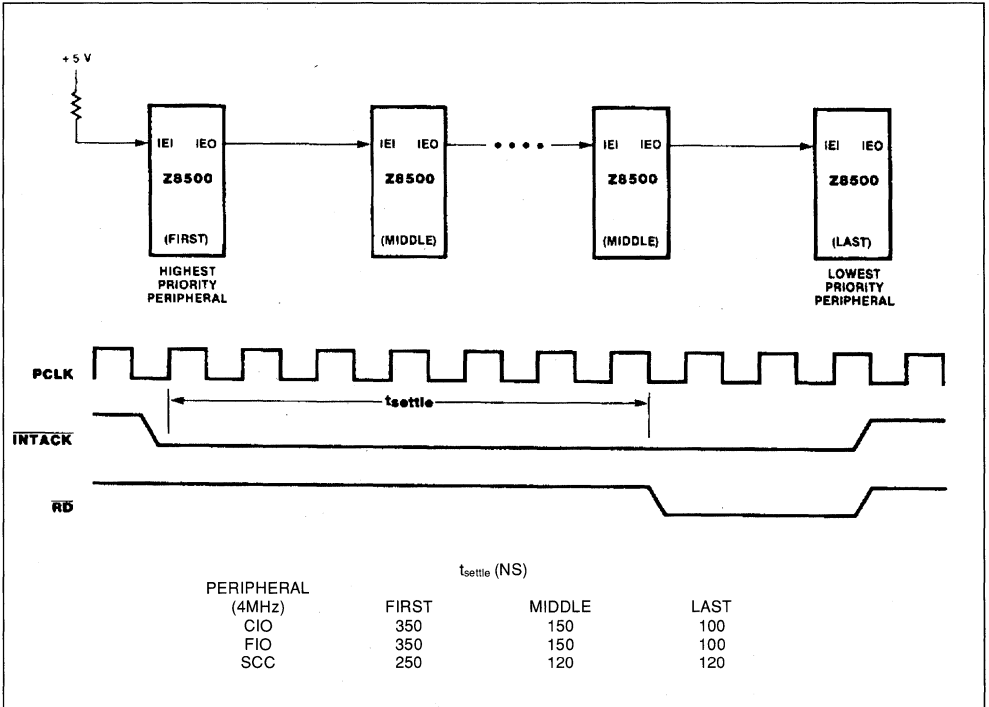 + 5 V
IEI IEO IEI IEO IEI IEO IEI IEO
Z8500 Z8500 Z8500 Z8500
(FIRST) (MIDDLE) (MIDDLE) (LAST)
HIGHEST
PRIORITY
PERIPHERAL
LOWEST
PRIORITY
PERIPHERAL
PCLK
tsettle
INTACK
RD
tsettle (NS)
PERIPHERAL
(4MHz) FIRST MIDDLE LAST
CIO 350 150 100
FIO 350 150 100
SCC 250 120 120